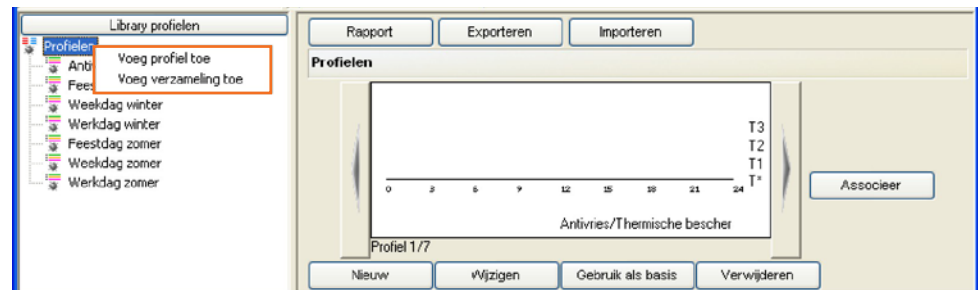 Library profielen
Profielen
Voeg profiel toe
Anti
Voeg verzameling toe
Fees
Weekdag winter
Werkdag winter
Feestdag zomer
Weekdag zomer
Werkdag zomer
Rapport Exporteren Importeren
Profielen
T3
T2
T1
T*
0 3 6 9 12 15 18 21 24
Antivries/Thermische bescher
Associeer
Profiel 1/7
Nieuw Wijzigen Gebruik als basis Verwijderen